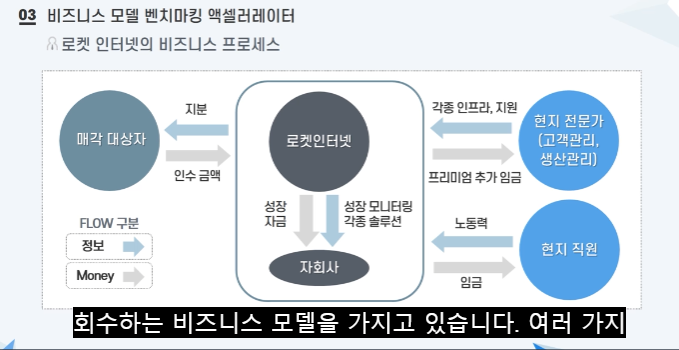 03 비즈니스 모델 벤치마킹 액셀러레이터
로켓 인터넷의 비즈니스 프로세스
매각 대상자
지분
인수 금액
로켓인터넷
성장
자금
성장 모니터링
각종 솔루션
자회사
각종 인프라, 지원
프리미엄 추가 임금
현지 전문가
(고객관리,
생산관리)
노동력
임금
현지 직원
FLOW 구분
정보
Money
회수하는 비즈니스 모델을 가지고 있습니다. 여러 가지